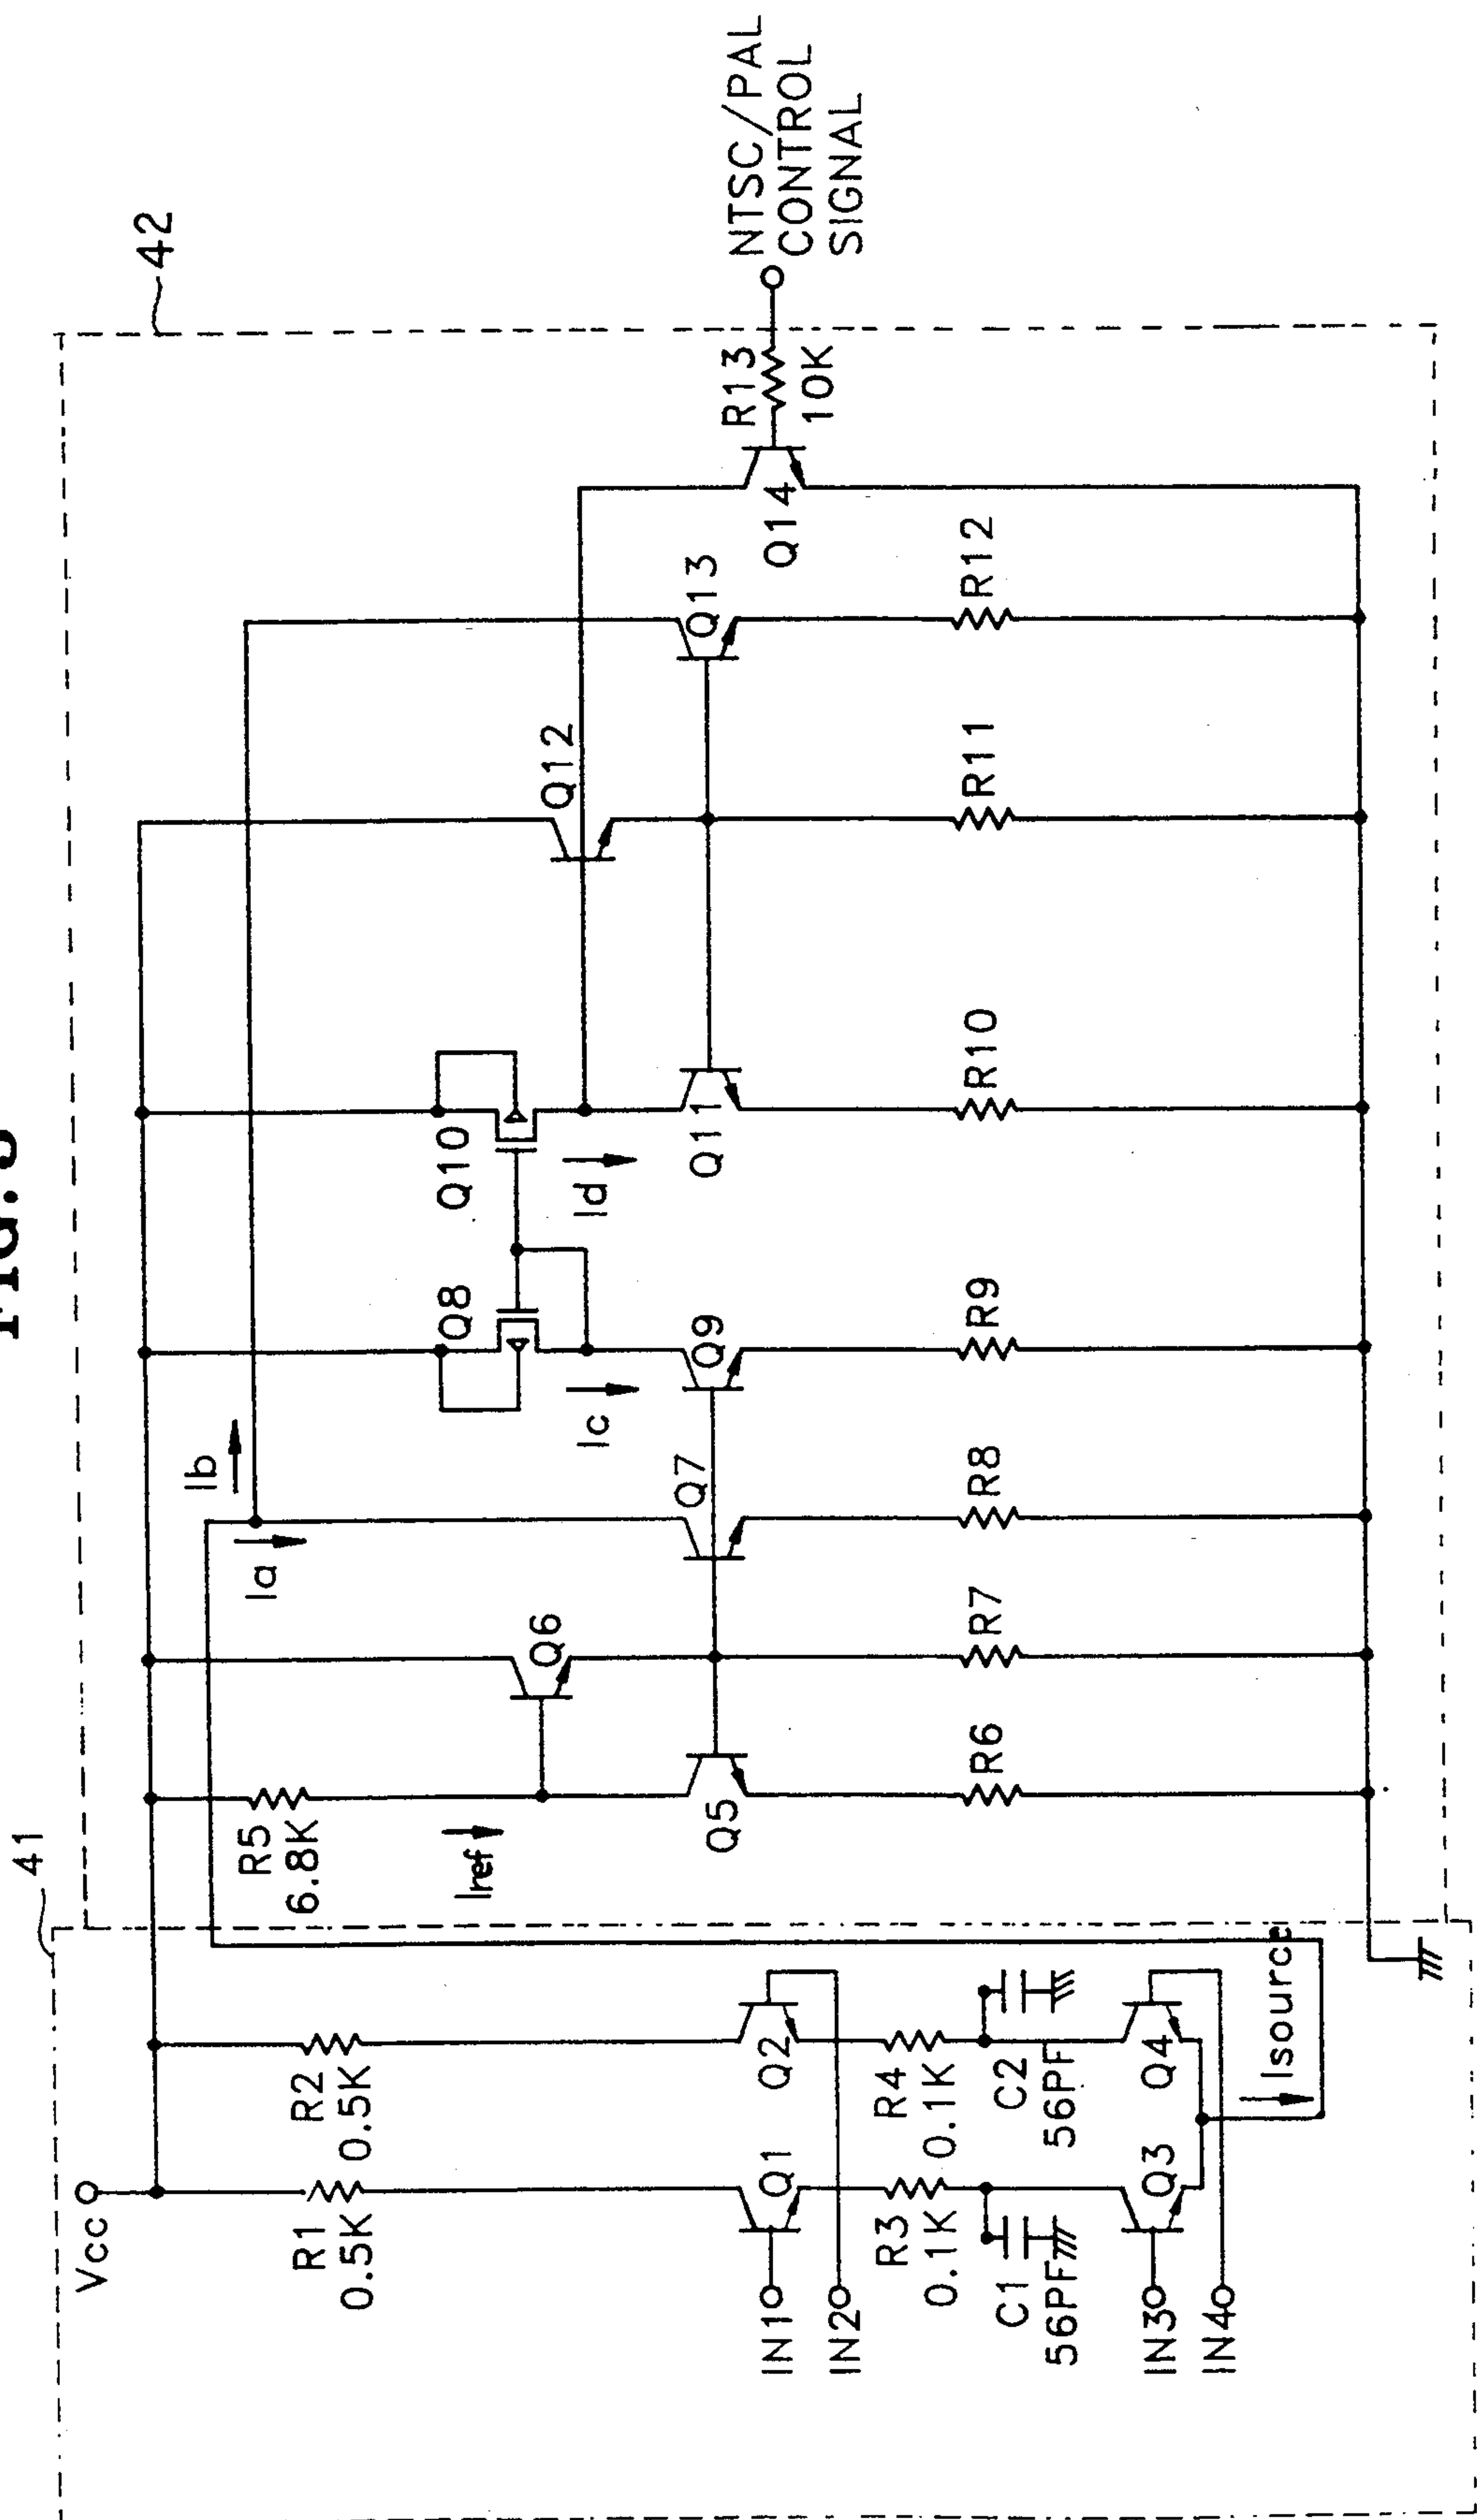 FIG.5
41
42
Vcc
R1
0.5K
R2
0.5K
IN1
IN2
Q1
Q2
R3
0.1K
R4
0.1K
C1
56PF
C2
56PF
IN3
IN4
Q3
Q4
Isource
R5
6.8K
Iref
Q5
Q6
R6
R7
Ia
Ib
Q7
R8
Q8
Ic
Q9
R9
Q10
Id
Q11
R10
Q12
R11
Q13
R12
Q14
R13
10K
NTSC/PAL
CONTROL
SIGNAL